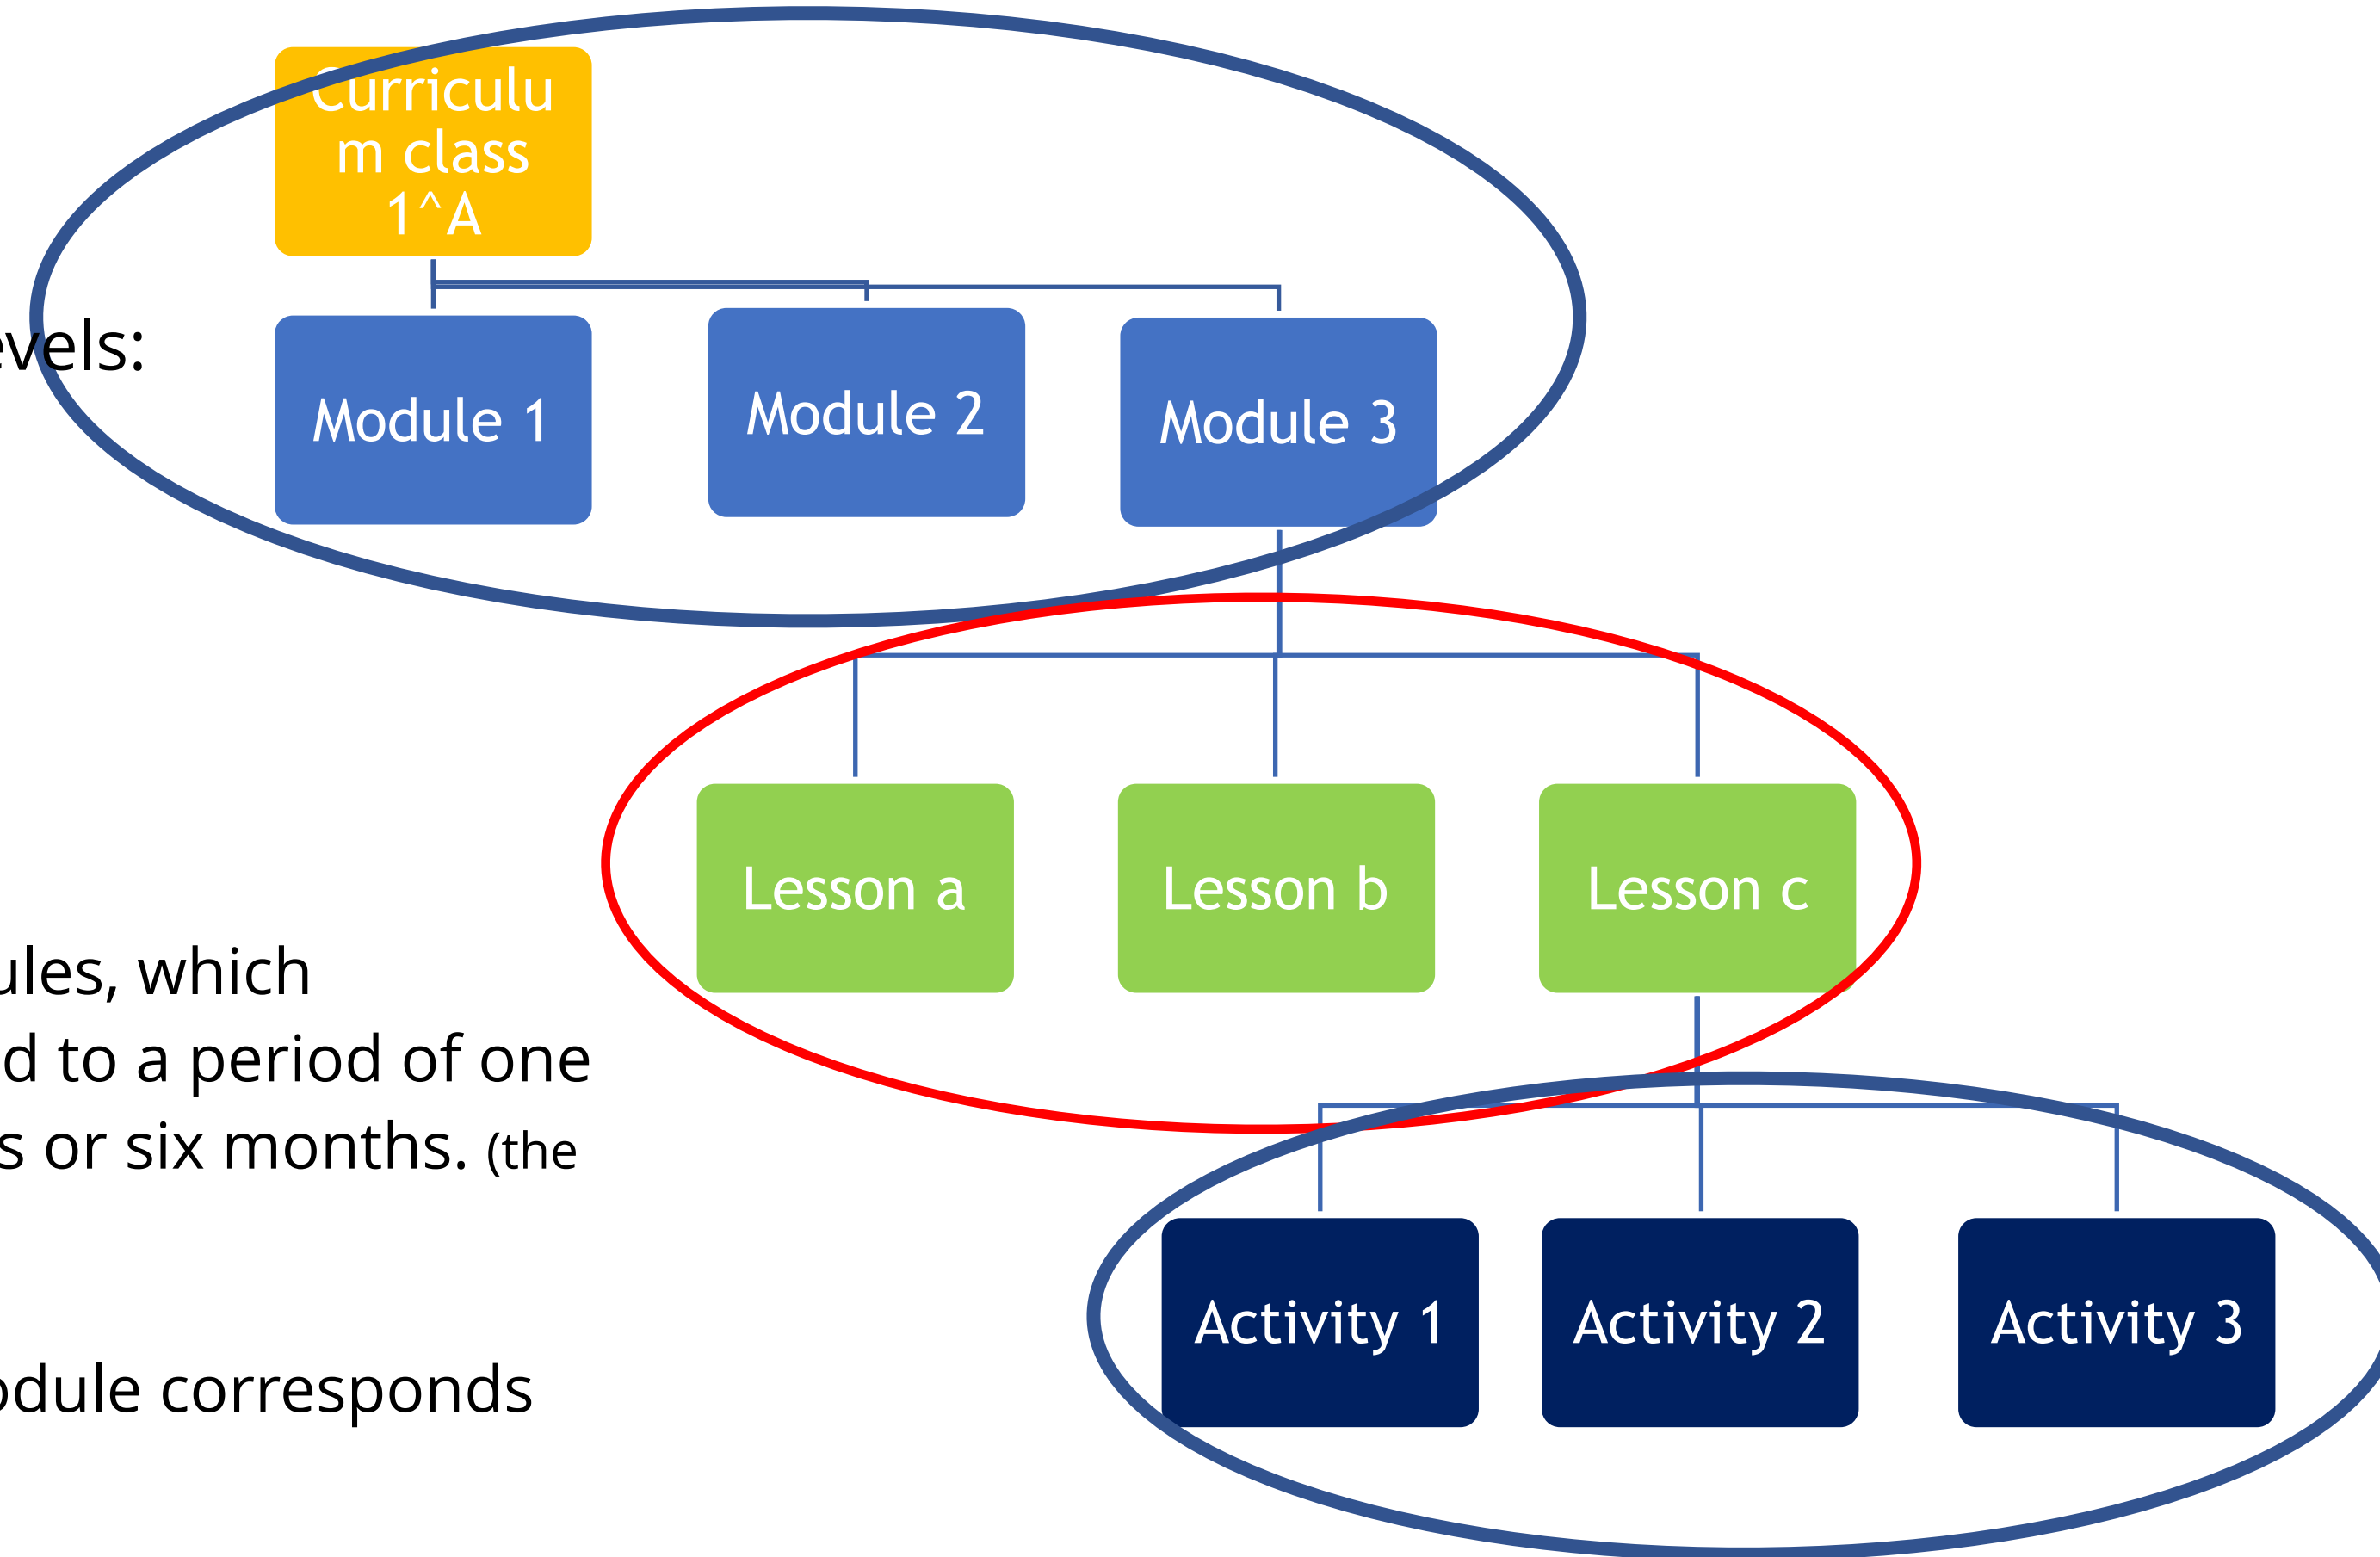 Curriculu
m class
1^A
evels:
Module 1
Module 2
Module 3
Lesson a
Lesson b
Lesson c
ules, which
d to a period of one
s or six months. (the
Activity 1
Activity 2
Activity 3
odule corresponds